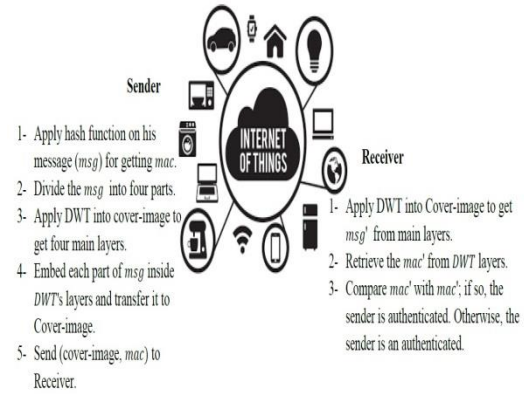 Sender
1- Apply hash function on his
message (msg) for getting mac.
2- Divide the msg into four parts.
3- Apply DWT into cover-image to
get four main layers.
4- Embed each part of msg inside
DWT's layers and transfer it to
Cover-image.
5- Send (cover-image, mac) to
Receiver.
INTERNET
OF THINGS
Receiver
1- Apply DWT into Cover-image to get
msg' from main layers.
2- Retrieve the mac' from DWT layers.
3- Compare mac' with mac'; if so, the
sender is authenticated. Otherwise, the
sender is an authenticated.